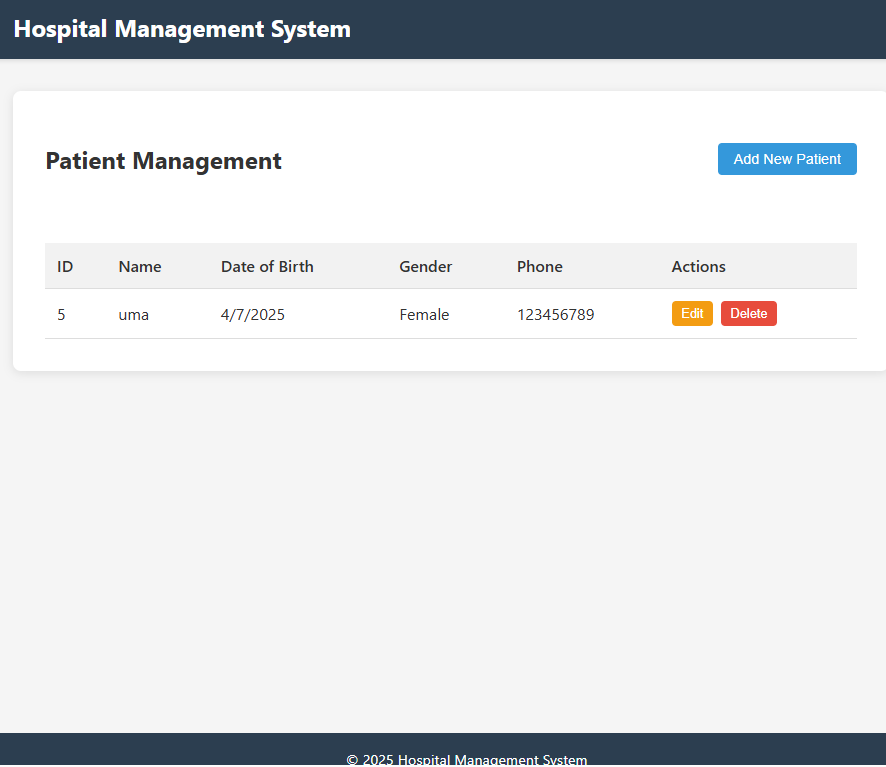 Hospital Management System
Patient Management
Add New Patient
ID Name Date of Birth Gender Phone Actions
5 uma 4/7/2025 Female 123456789 Edit Delete
© 2025 Hospital Management System